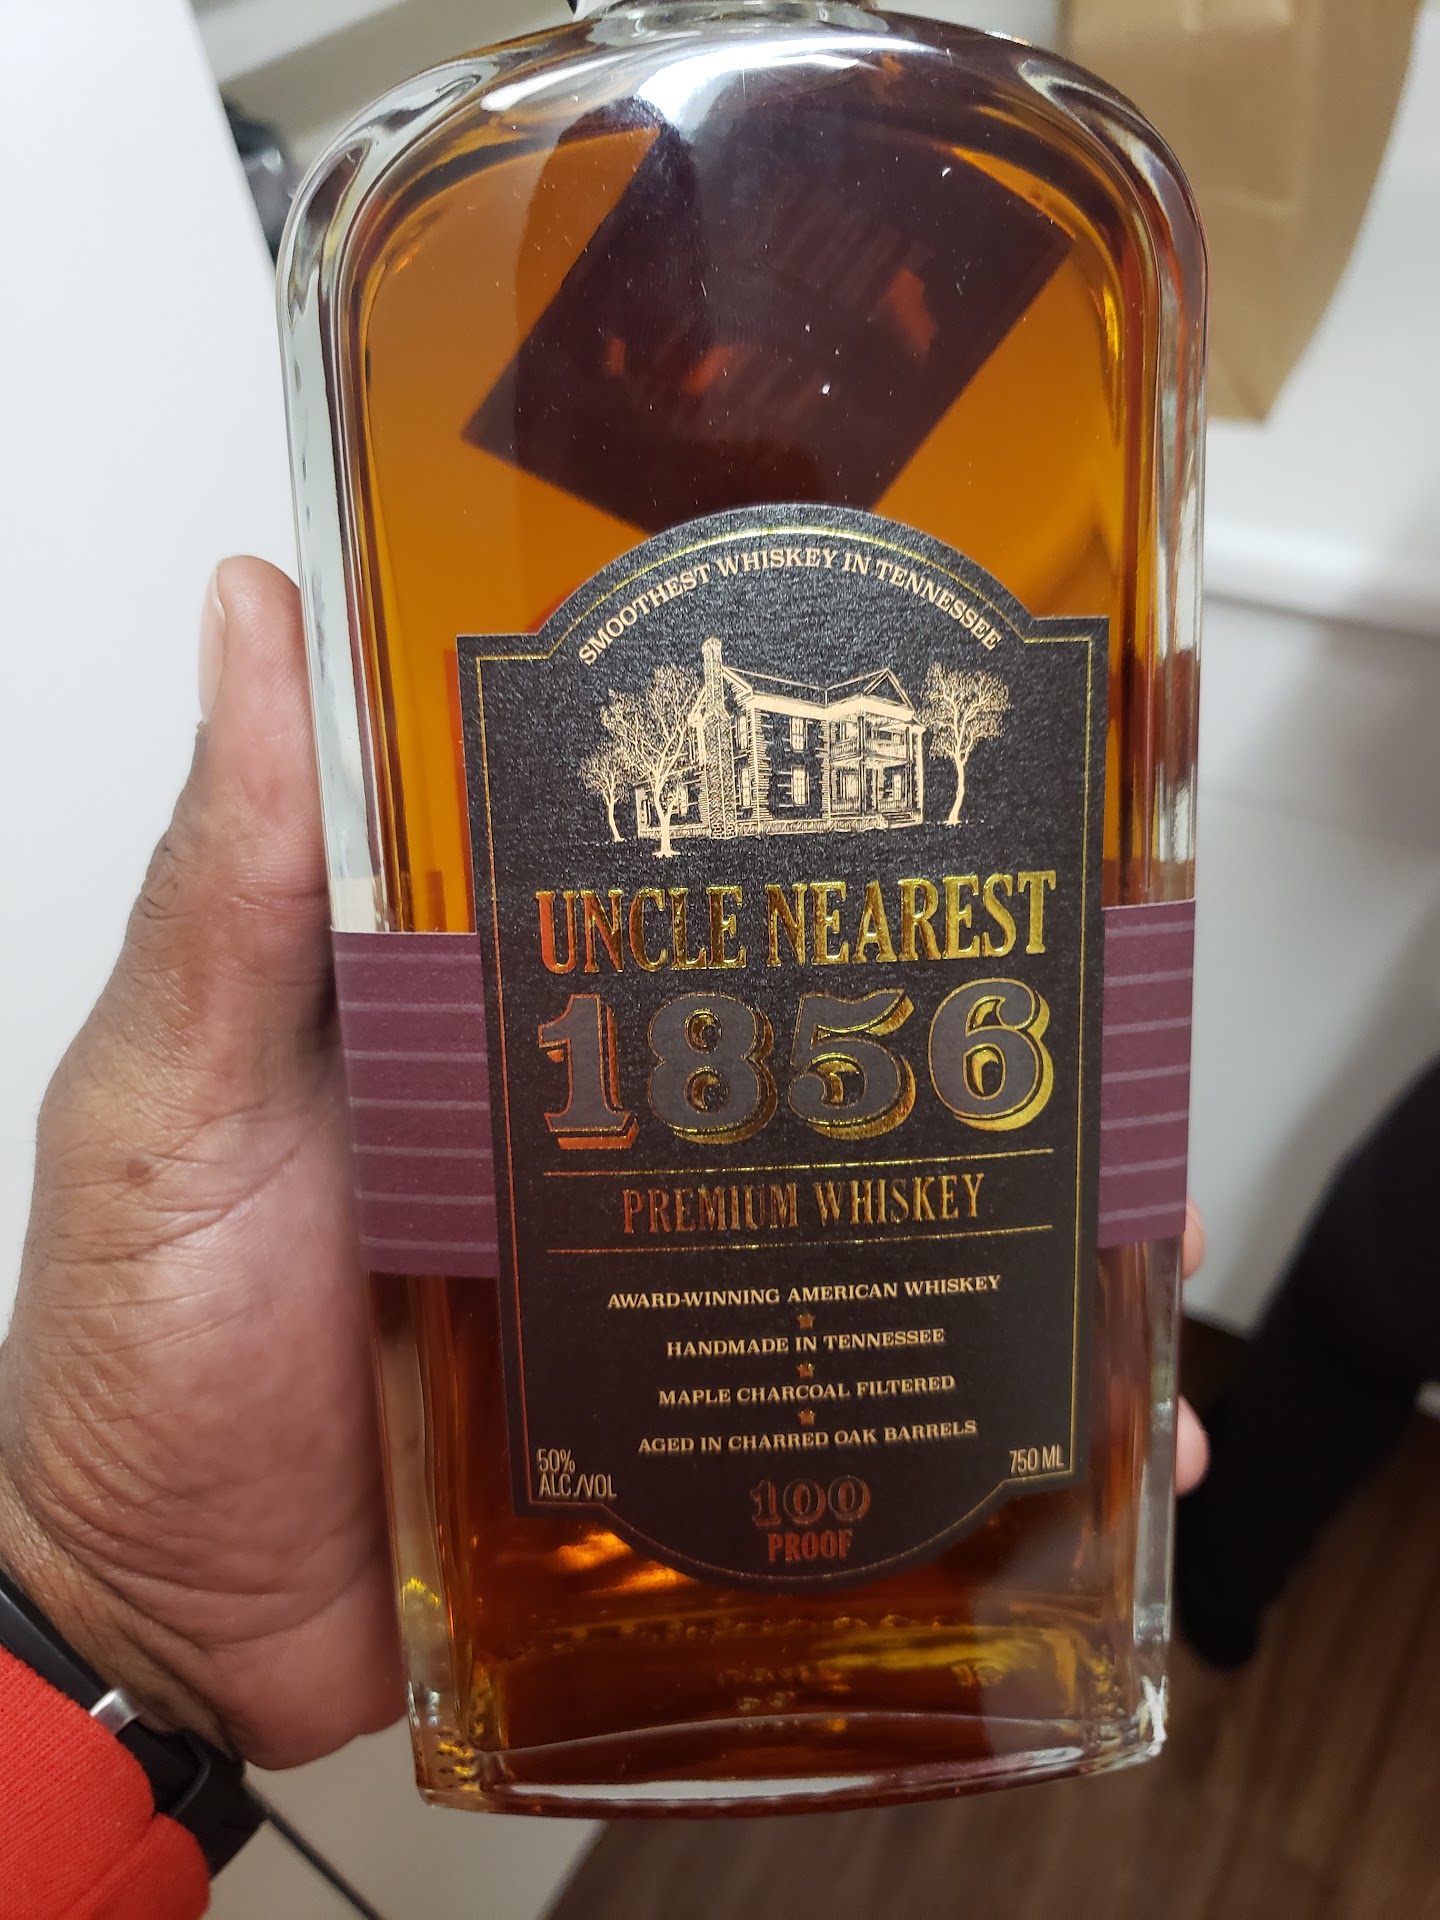 SMOOTHEST WHISKEY IN TENNESSEE
UNCLE NEAREST
1856
PREMIUM WHISKEY
AWARD-WINNING AMERICAN WHISKEY
HANDMADE IN TENNESSEE
MAPLE CHARCOAL FILTERED
AGED IN CHARRED OAK BARRELS
50%
ALC./VOL
750 ML
100
PROOF